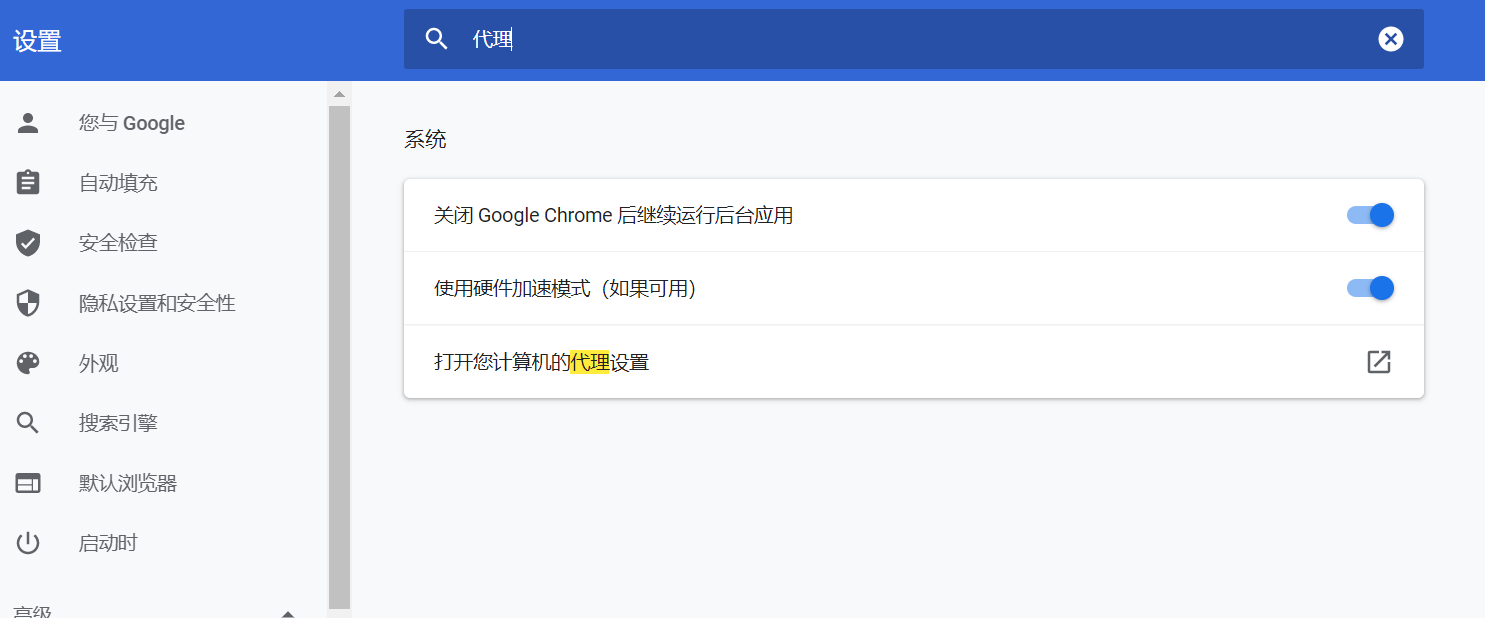 设置
代理
您与 Google
自动填充
安全检查
隐私设置和安全性
外观
搜索引擎
默认浏览器
启动时
高级
系统
关闭 Google Chrome 后继续运行后台应用
使用硬件加速模式（如果可用）
打开您计算机的代理设置